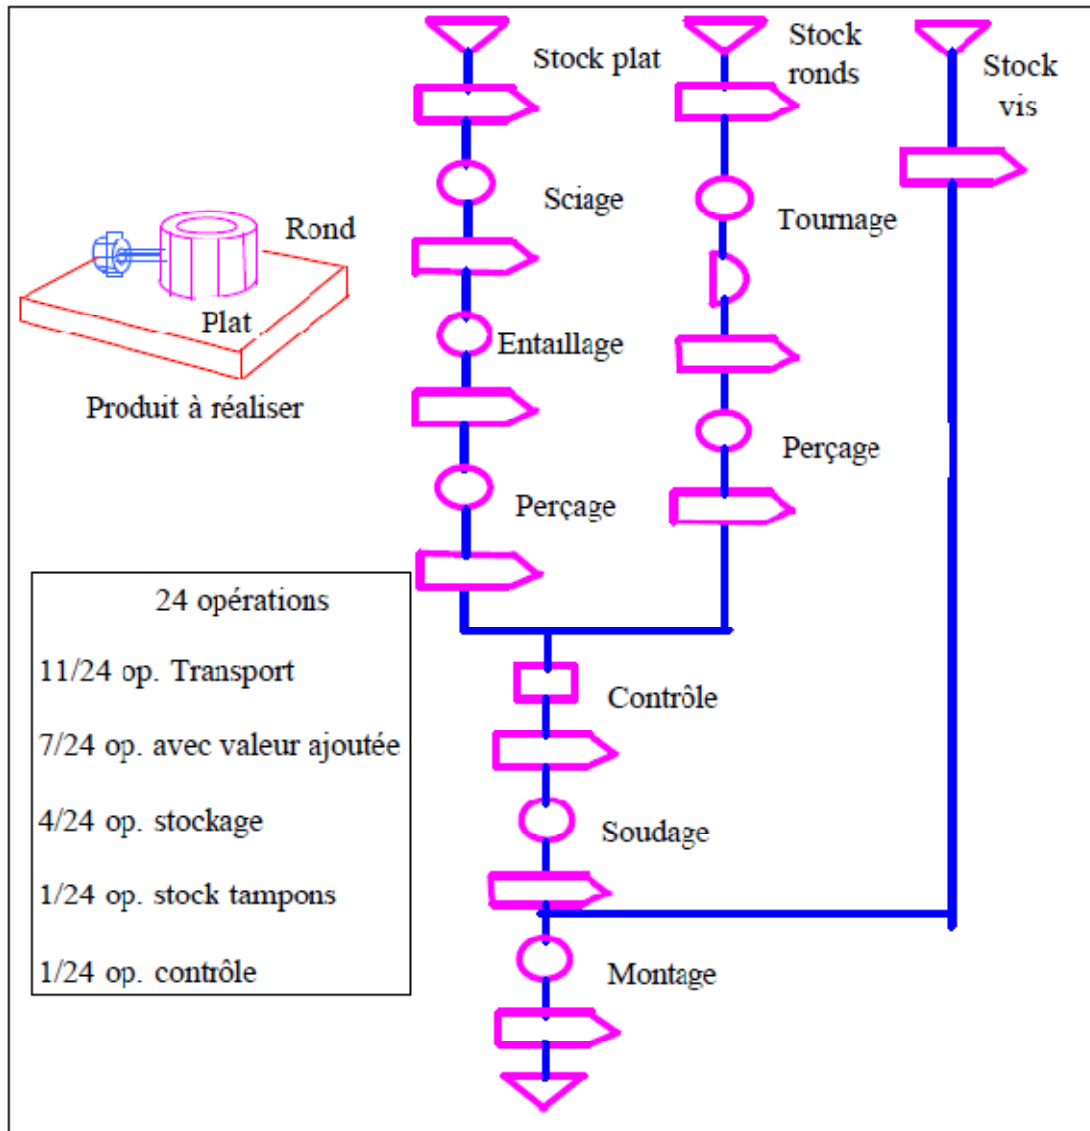 Stock plat
Stock
ronds
Stock
vis
Sciage
Tournage
Rond
Plat
Entaillage
Produit à réaliser
Perçage
Perçage
24 opérations
11/24 op. Transport
7/24 op. avec valeur ajoutée
4/24 op. stockage
1/24 op. stock tampons
1/24 op. contrôle
Contrôle
Soudage
Montage